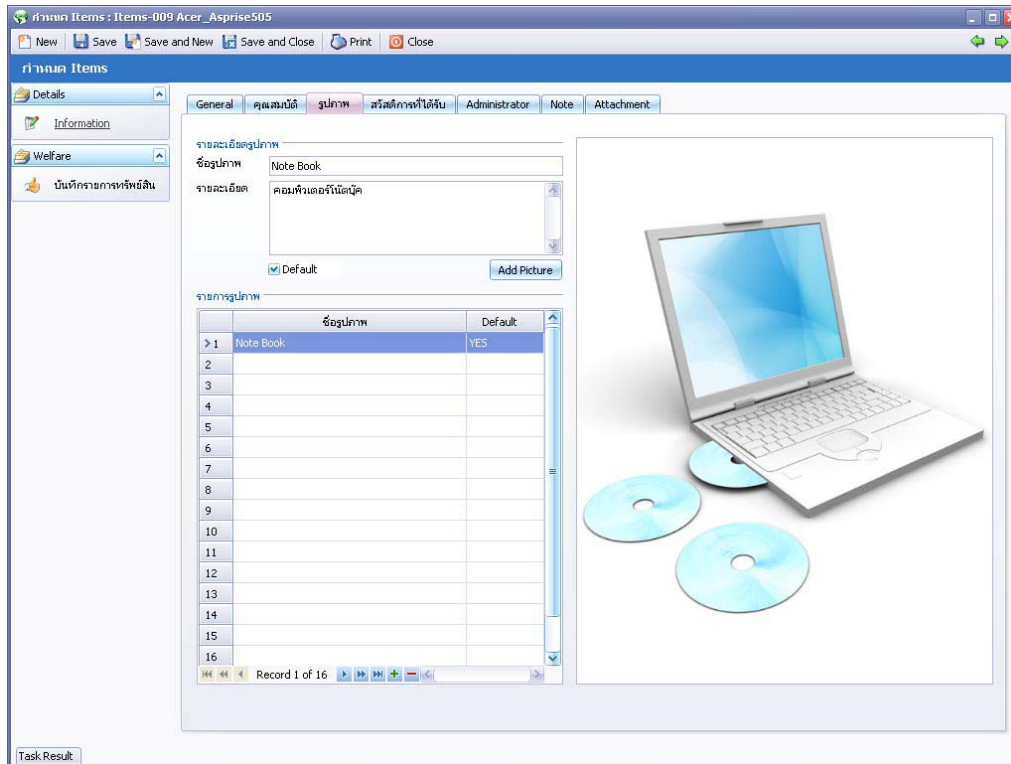 กำหนด Items : Items-009 Acer_Asprise505
New Save Save and New Save and Close Print Close
กำหนด Items
Details
Information
Welfare
บันทึกรายการทรัพย์สิน
General คุณสมบัติ รูปภาพ สวัสดิการที่ได้รับ Administrator Note Attachment
รายละเอียดรูปภาพ
ชื่อรูปภาพ Note Book
รายละเอียด คอมพิวเตอร์โน๊ตบุ๊ค
Default Add Picture
รายการรูปภาพ
ชื่อรูปภาพ Default
1 Note Book YES
2
3
4
5
6
7
8
9
10
11
12
13
14
15
16
Record 1 of 16
Task Result